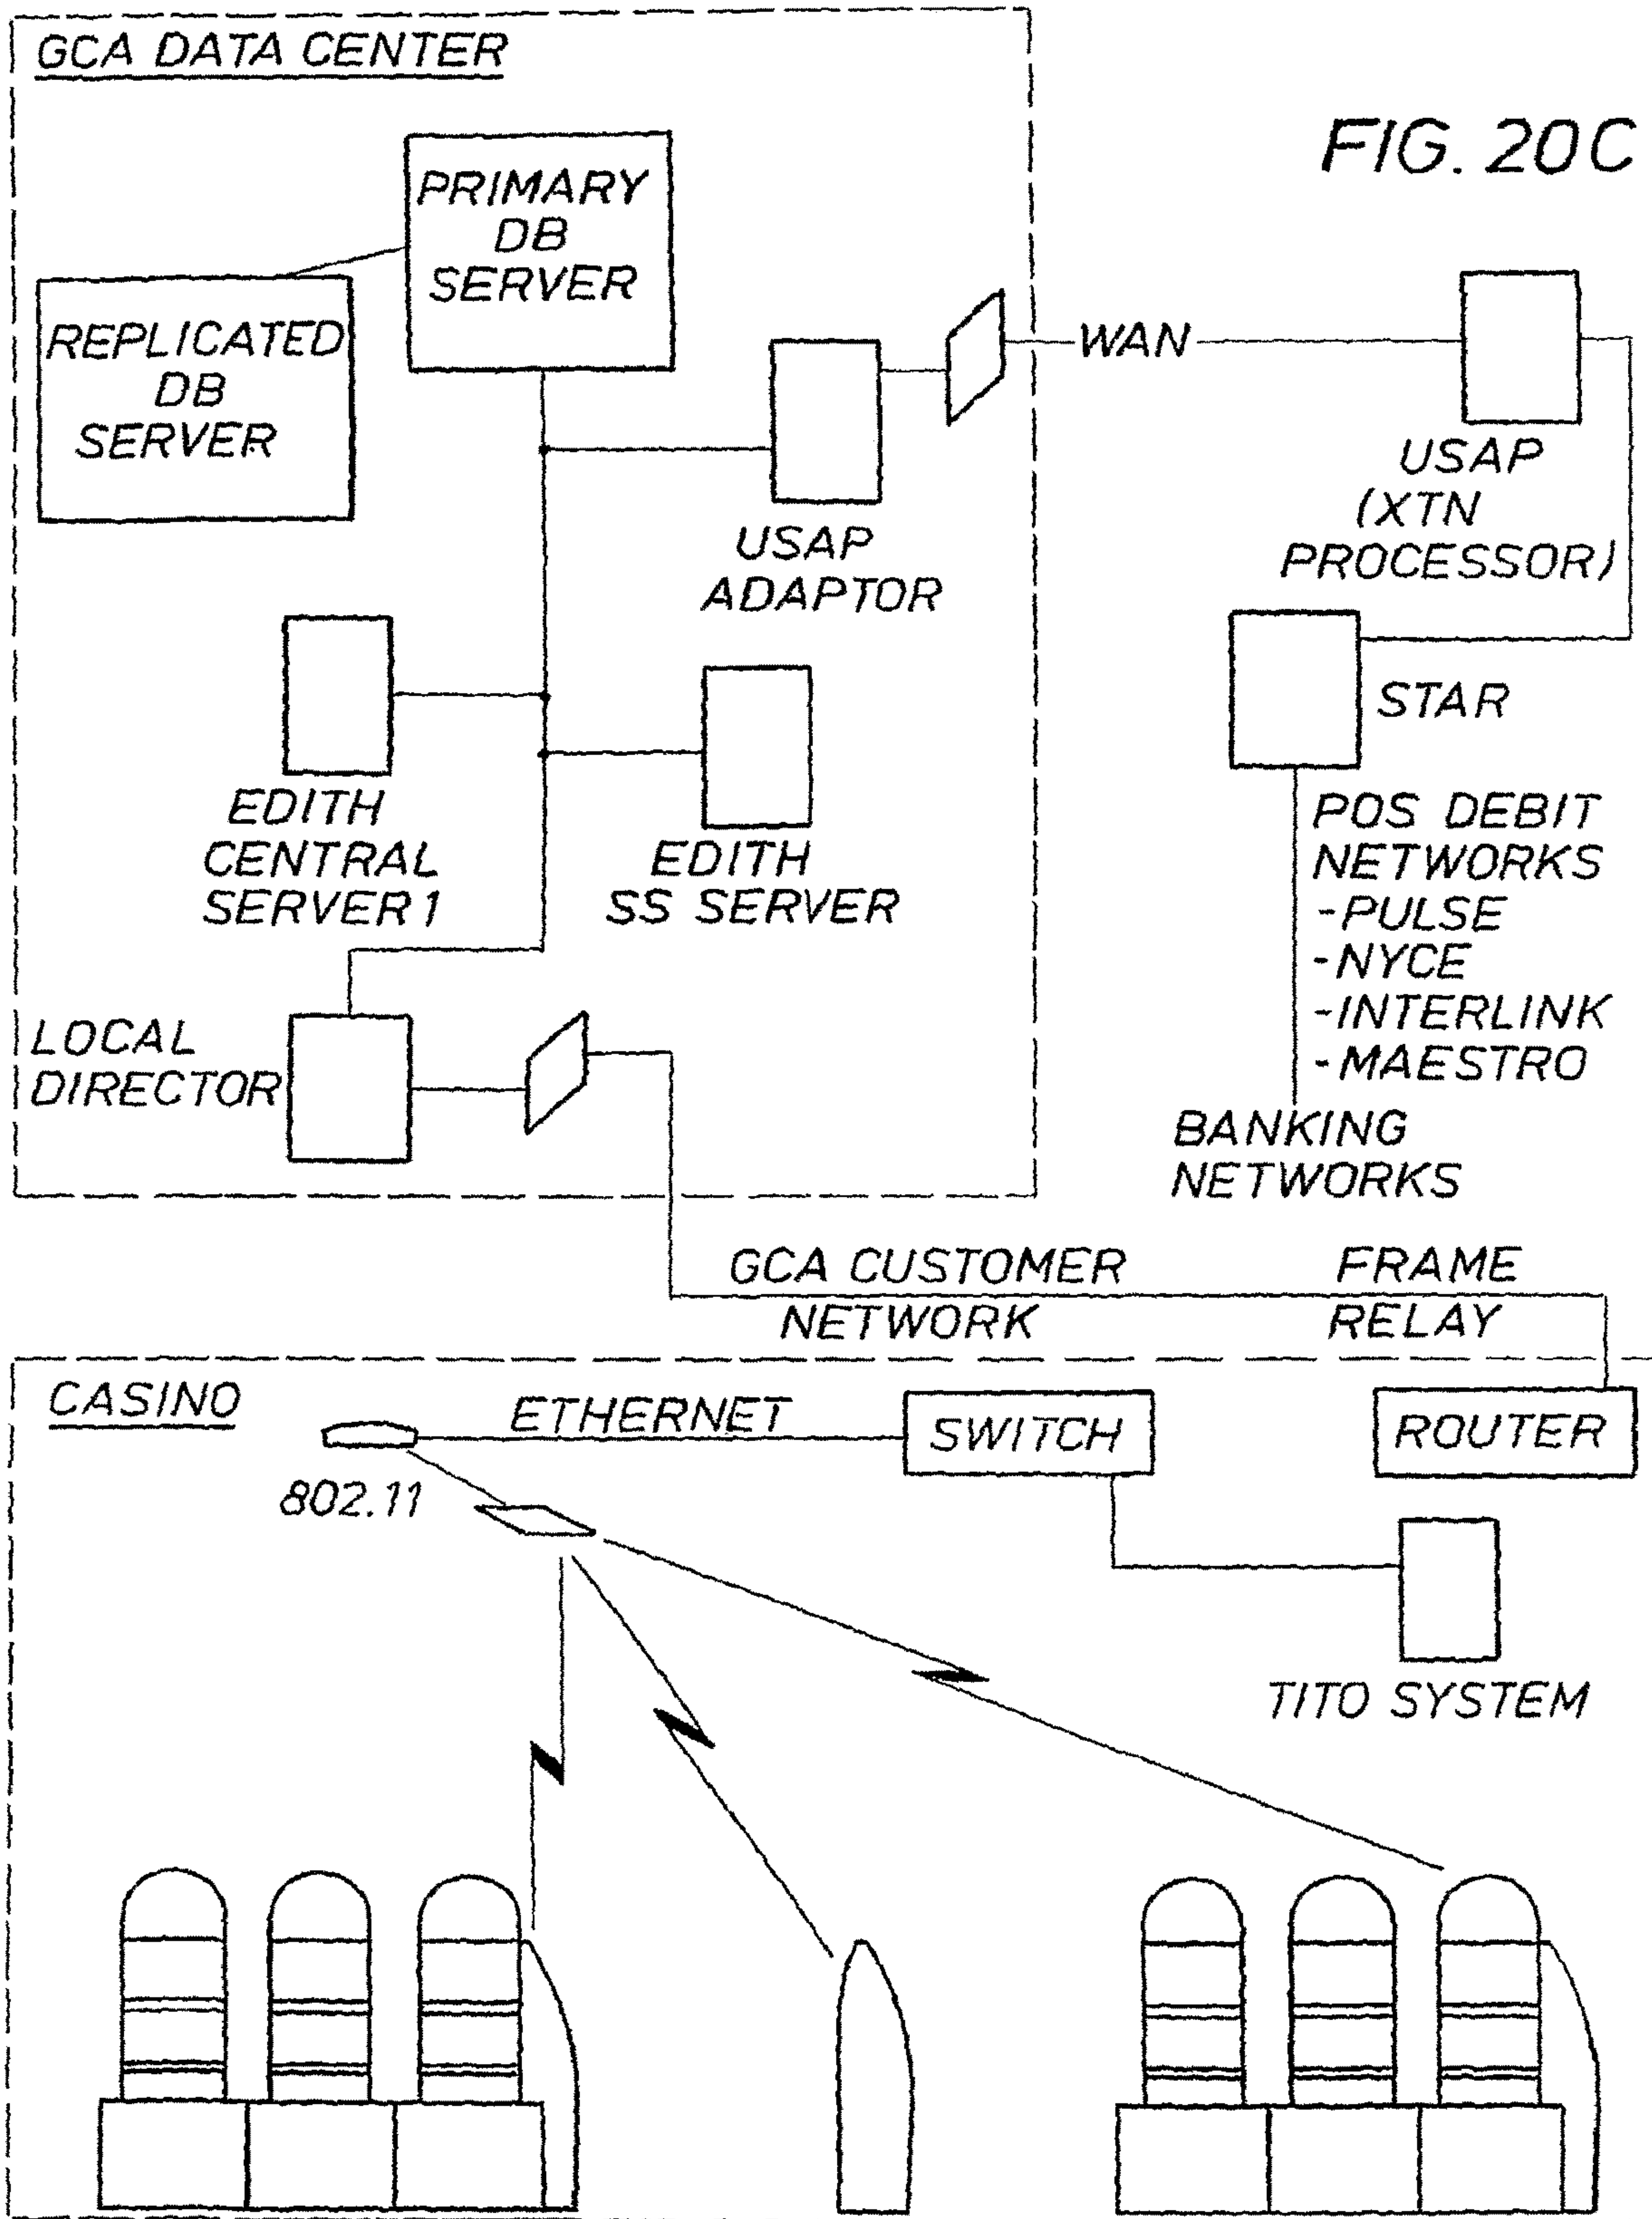 GCA DATA CENTER
FIG. 20C
PRIMARY
DB
SERVER
REPLICATED
DB
SERVER
WAN
USAP
(XTN
PROCESSOR)
USAP
ADAPTOR
STAR
EDITH
CENTRAL
SERVER 1
EDITH
SS SERVER
POS DEBIT
NETWORKS
-PULSE
-NYCE
-INTERLINK
-MAESTRO
BANKING
NETWORKS
LOCAL
DIRECTOR
GCA CUSTOMER
NETWORK
FRAME
RELAY
CASINO
ETHERNET
SWITCH
ROUTER
802.11
TITO SYSTEM